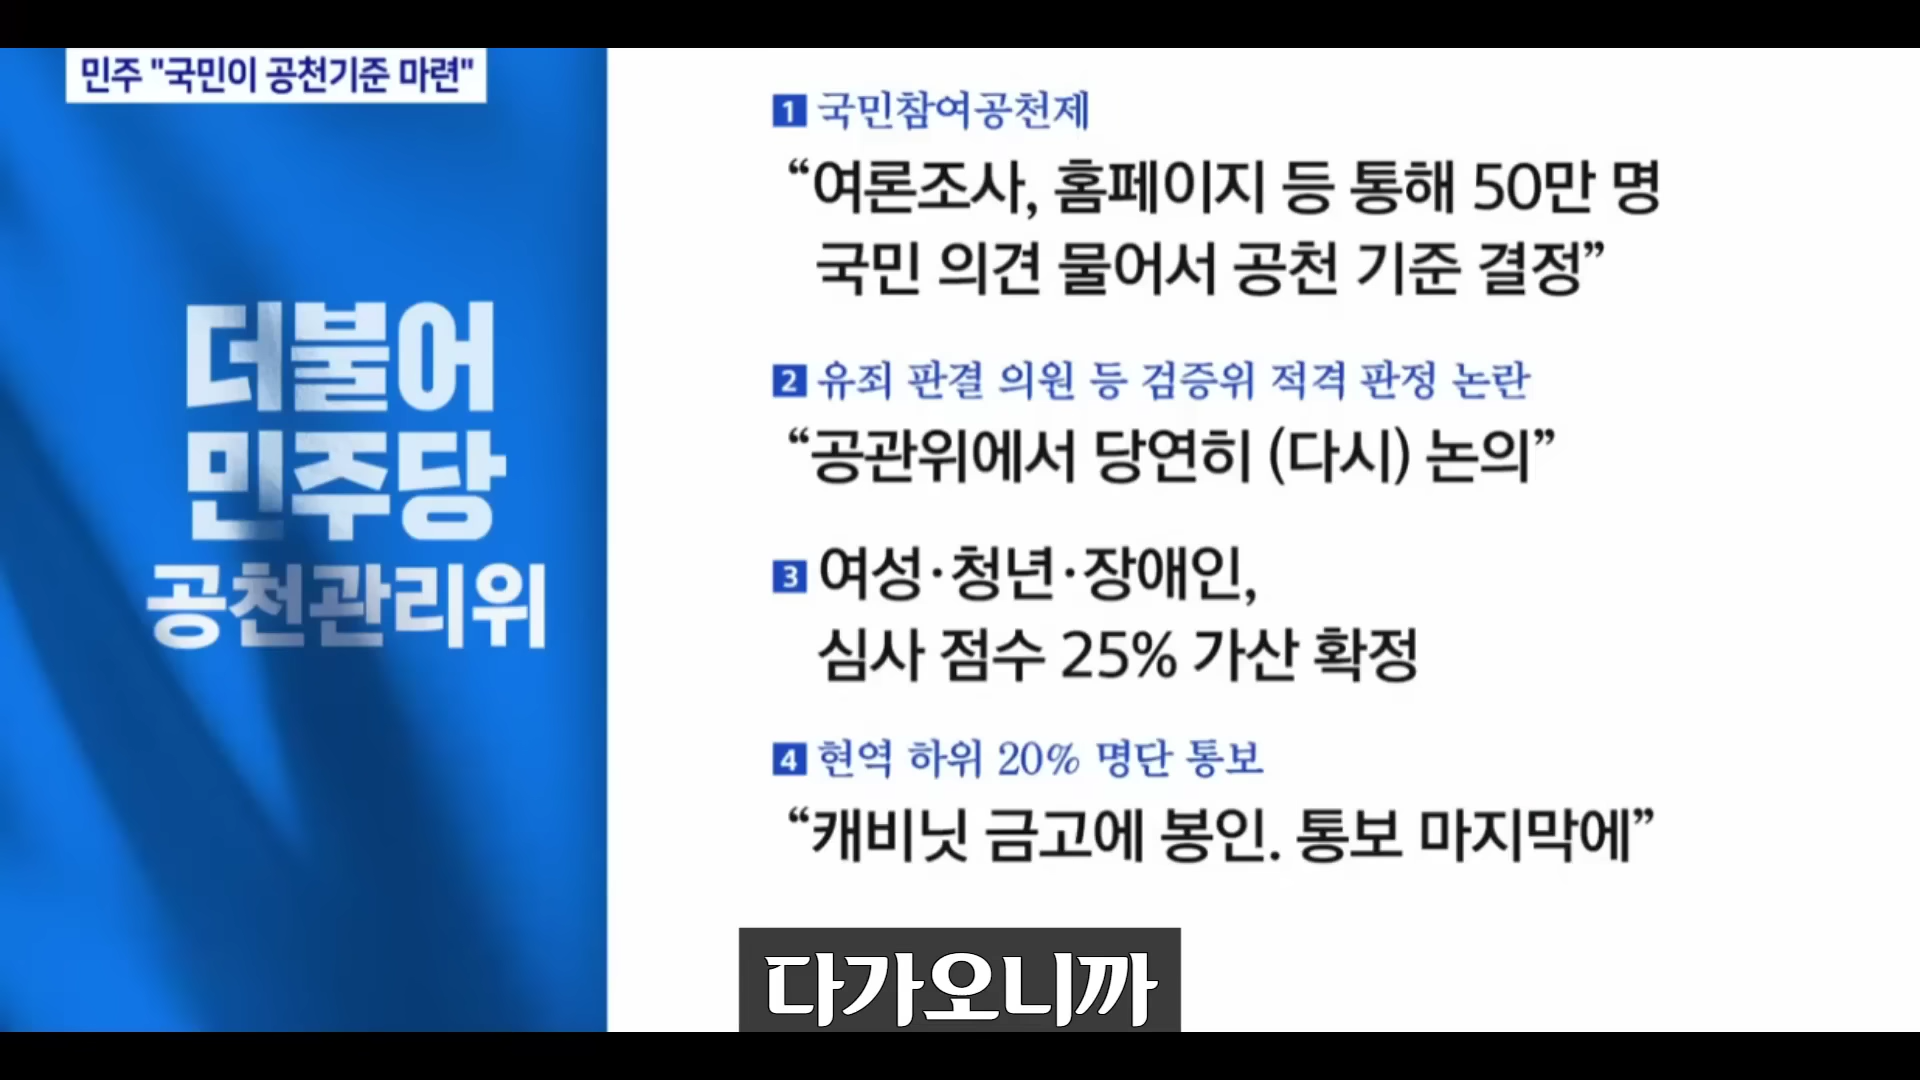 민주 "국민이 공천기준 마련"
더불어
민주당
공천관리위
1 국민참여공천제
“여론조사, 홈페이지 등 통해 50만 명
국민 의견 물어서 공천 기준 결정”
2 유죄 판결 의원 등 검증위 적격 판정 논란
“공관위에서 당연히 (다시) 논의”
3 여성·청년·장애인,
심사 점수 25% 가산 확정
4 현역 하위 20% 명단 통보
“캐비닛 금고에 봉인. 통보 마지막에”
다가오니까